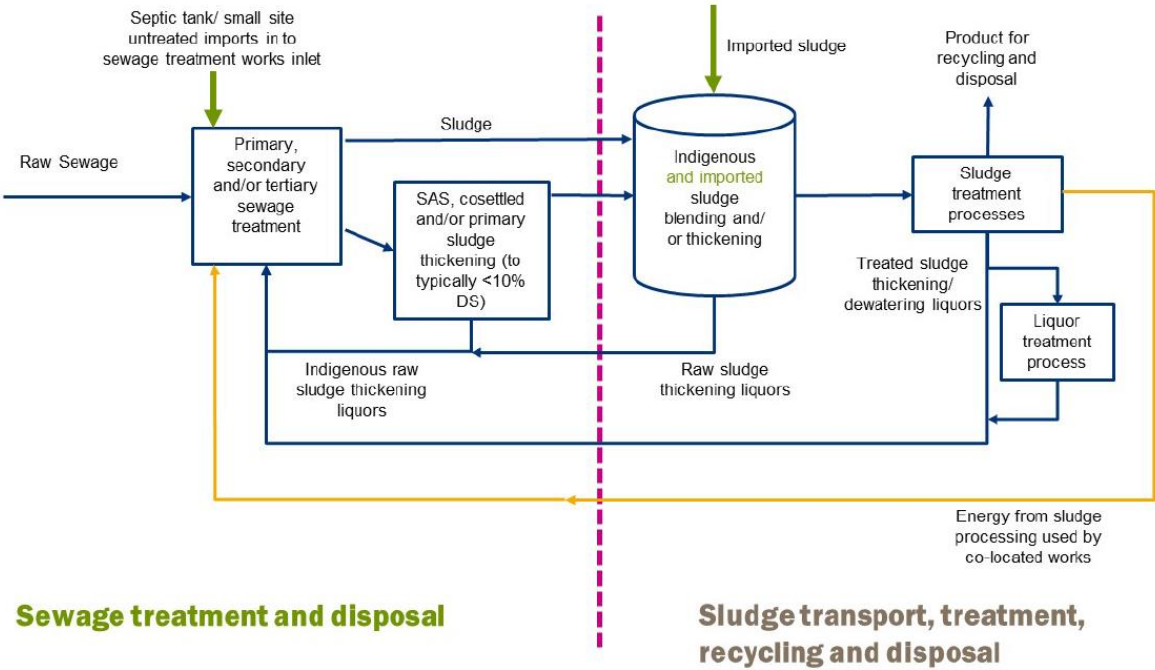 Septic tank/ small site
untreated imports in to
sewage treatment works inlet
Imported sludge
Product for
recycling and
disposal
Raw Sewage
Primary,
secondary
and/or tertiary
sewage
treatment
Sludge
SAS, cosettled
and/or primary
sludge
thickening (to
typically <10%
DS)
Indigenous
and imported
sludge
blending and/
or thickening
Sludge
treatment
processes
Treated sludge
thickening/
dewatering liquors
Liquor
treatment
process
Indigenous raw
sludge thickening
liquors
Raw sludge
thickening liquors
Energy from sludge
processing used by
co-located works
Sewage treatment and disposal
Sludge transport, treatment,
recycling and disposal